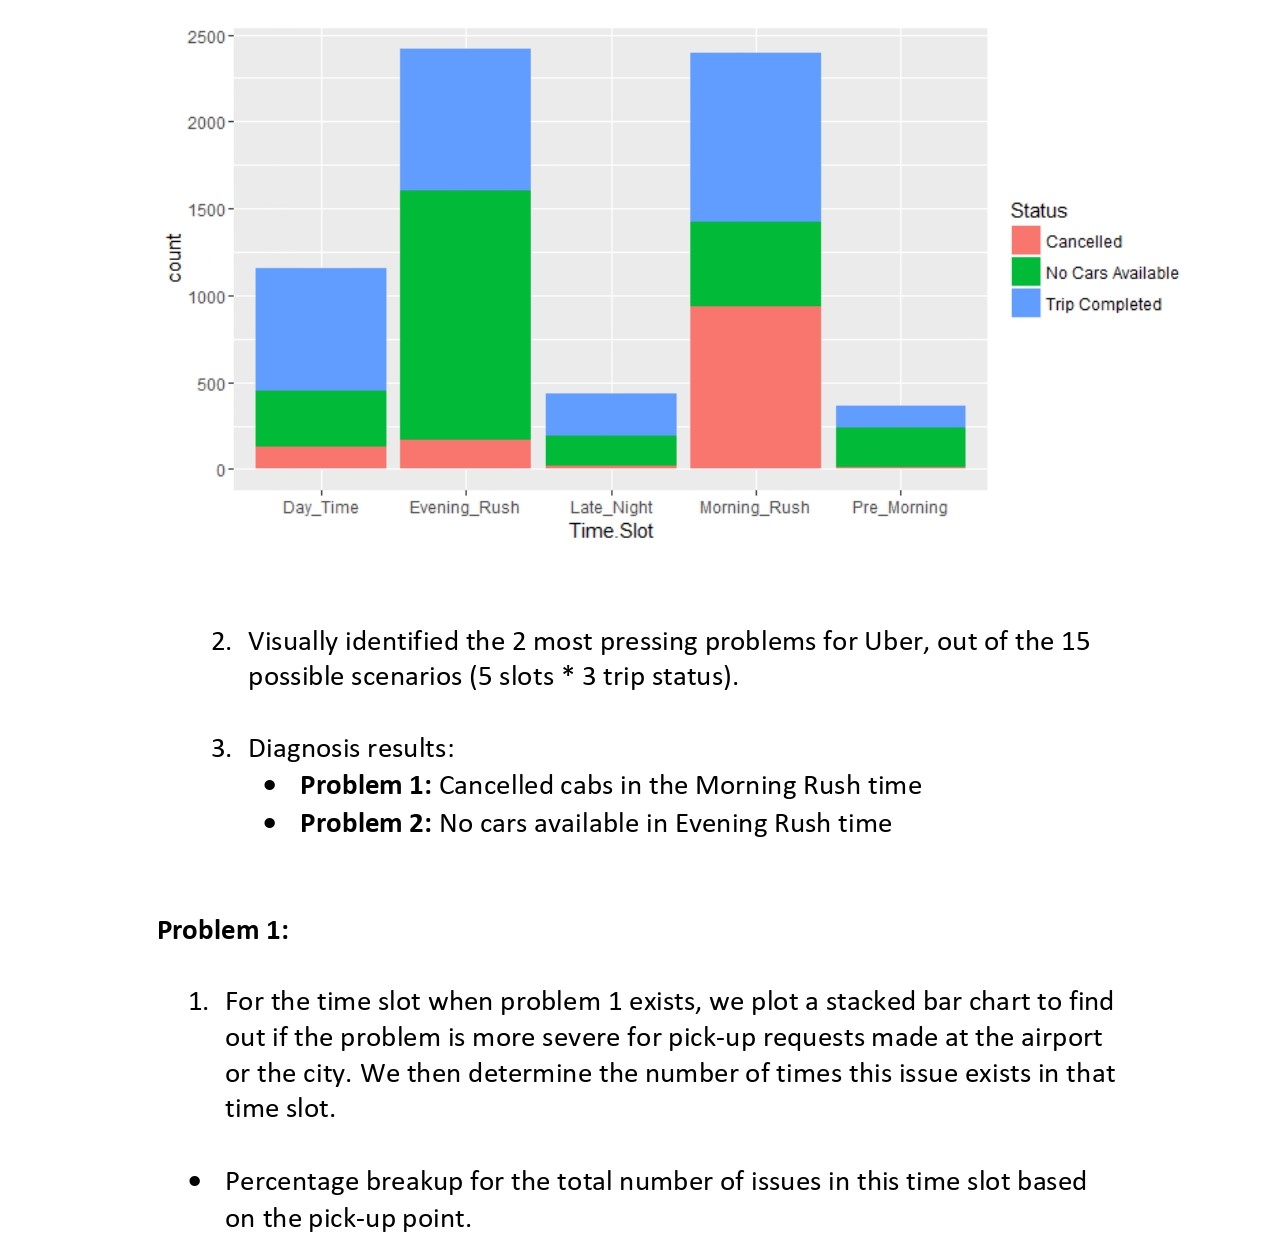 2500
2000
1500
1000
500
0
count
Day_Time Evening_Rush Late_Night Morning_Rush Pre_Morning
Time.Slot
Status
Cancelled
No Cars Available
Trip Completed
2. Visually identified the 2 most pressing problems for Uber, out of the 15
possible scenarios (5 slots * 3 trip status).
3. Diagnosis results:
• Problem 1: Cancelled cabs in the Morning Rush time
• Problem 2: No cars available in Evening Rush time
Problem 1:
1. For the time slot when problem 1 exists, we plot a stacked bar chart to find
out if the problem is more severe for pick-up requests made at the airport
or the city. We then determine the number of times this issue exists in that
time slot.
• Percentage breakup for the total number of issues in this time slot based
on the pick-up point.